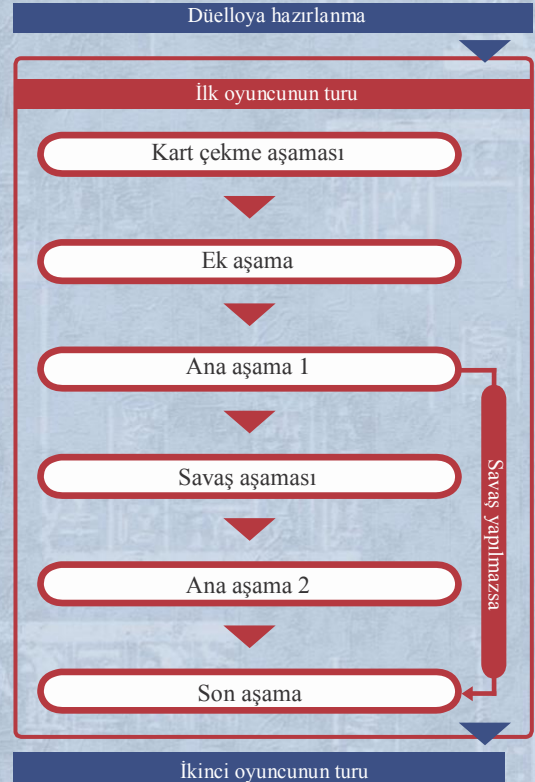 Düelloya hazırlanma
İlk oyuncunun turu
Kart çekme aşaması
Ek aşama
Ana aşama 1
Savaş aşaması
Savaş yapılmazsa
Ana aşama 2
Son aşama
İkinci oyuncunun turu